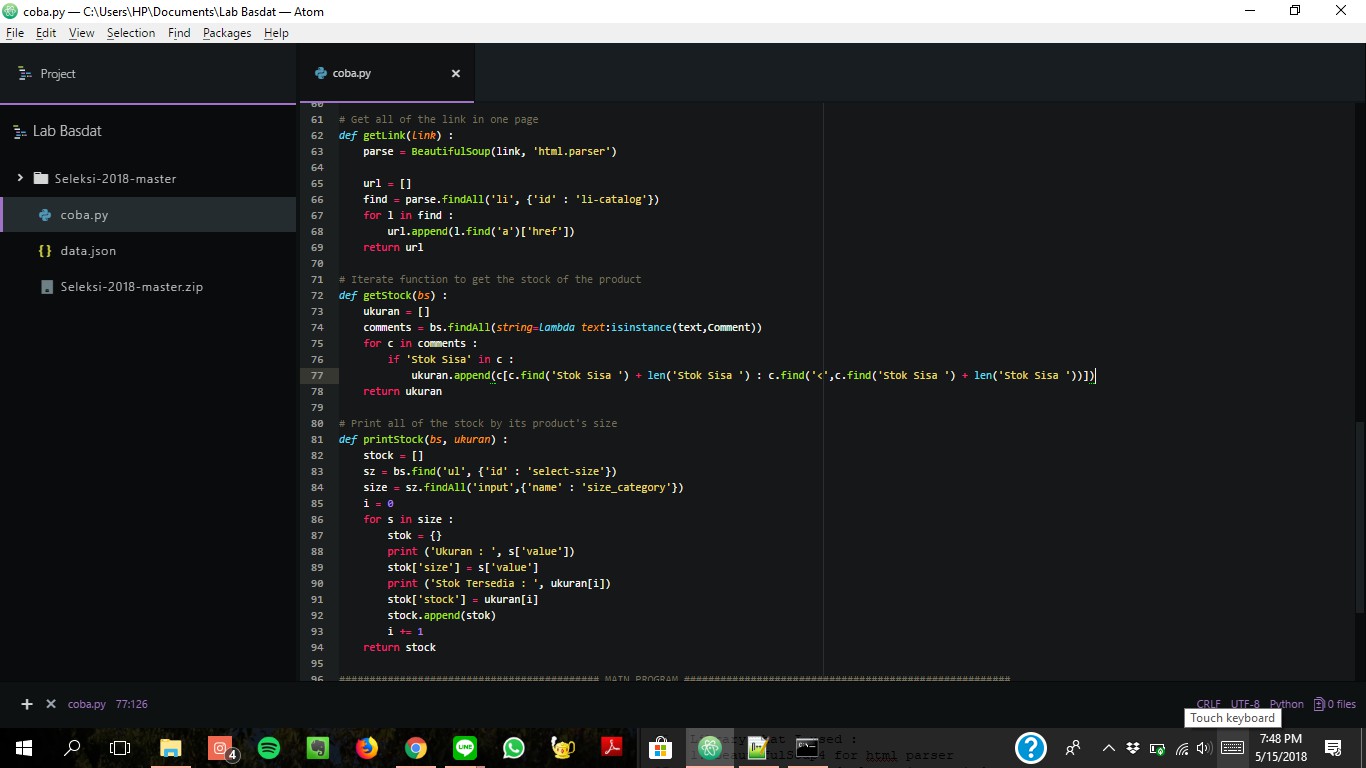 coba.py — C:\Users\HP\Documents\Lab Basdat — Atom
File Edit View Selection Find Packages Help
Project
coba.py
Lab Basdat
Seleksi-2018-master
coba.py
data.json
Seleksi-2018-master.zip
60
61 # Get all of the link in one page
62 def getLink(link) :
63 parse = BeautifulSoup(link, 'html.parser')
64
65 url = []
66 find = parse.findAll('li', {'id' : 'li-catalog'})
67 for l in find :
68 url.append(l.find('a')['href'])
69 return url
70
71 # Iterate function to get the stock of the product
72 def getStock(bs) :
73 ukuran = []
74 comments = bs.findAll(string=lambda text:isinstance(text,Comment))
75 for c in comments :
76 if 'Stok Sisa' in c :
77 ukuran.append(c[c.find('Stok Sisa ') + len('Stok Sisa ') : c.find('<',c.find('Stok Sisa ') + len('Stok Sisa '))])
78 return ukuran
79
80 # Print all of the stock by its product's size
81 def printStock(bs, ukuran) :
82 stock = []
83 sz = bs.find('ul', {'id' : 'select-size'})
84 size = sz.findAll('input',{'name' : 'size_category'})
85 i = 0
86 for s in size :
87 stok = {}
88 print ('Ukuran : ', s['value'])
89 stok['size'] = s['value']
90 print ('Stok Tersedia : ', ukuran[i])
91 stok['stock'] = ukuran[i]
92 stock.append(stok)
93 i += 1
94 return stock
95
96 ########################################### MAIN PROGRAM ######################################################
coba.py 77:126
CRLF UTF-8 Python 0 files
Touch keyboard
4
for html parser
7:48 PM
5/15/2018